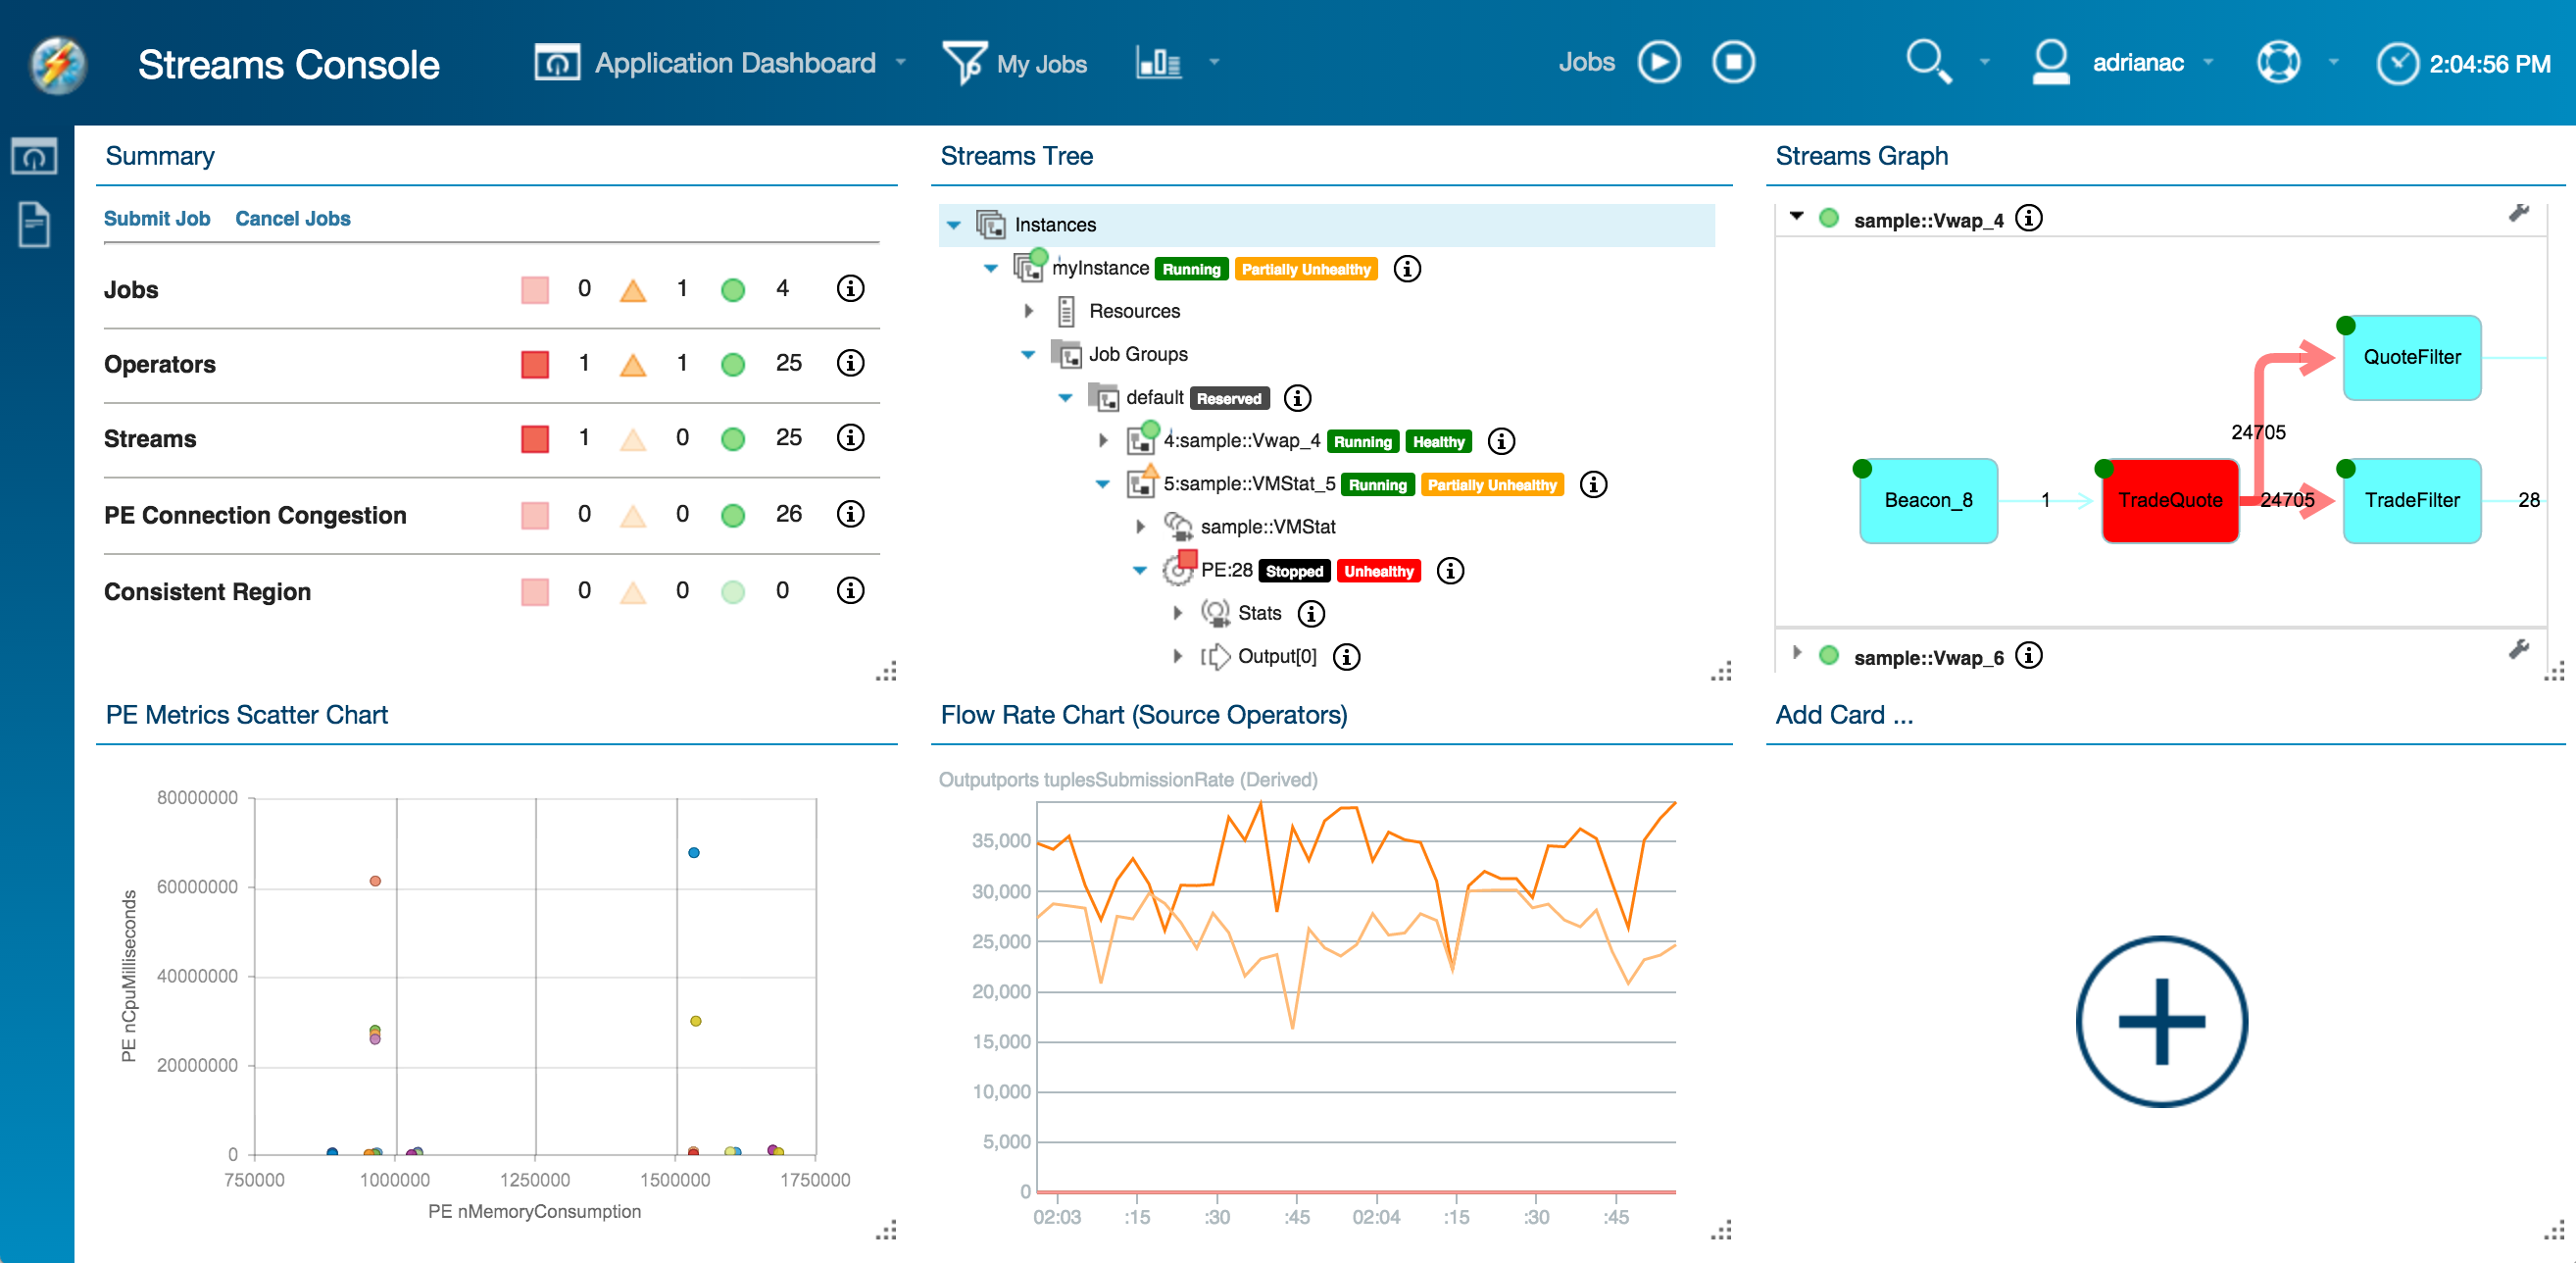 Streams Console
Application Dashboard
My Jobs
Jobs
adrianac
2:04:56 PM
Summary
Submit Job Cancel Jobs
Jobs 0 1 4
Operators 1 1 25
Streams 1 0 25
PE Connection Congestion 0 0 26
Consistent Region 0 0 0
Streams Tree
Instances
myInstance Running Partially Unhealthy
Resources
Job Groups
default Reserved
4:sample::Vwap_4 Running Healthy
5:sample::VMStat_5 Running Partially Unhealthy
sample::VMStat
PE:28 Stopped Unhealthy
Stats
Output[0]
Streams Graph
sample::Vwap_4
QuoteFilter
24705
Beacon_8 1 TradeQuote 24705 TradeFilter 28
sample::Vwap_6
PE Metrics Scatter Chart
PE nCpuMilliseconds
80000000
60000000
40000000
20000000
0
750000 1000000 1250000 1500000 1750000
PE nMemoryConsumption
Flow Rate Chart (Source Operators)
Outputports tuplesSubmissionRate (Derived)
35,000
30,000
25,000
20,000
15,000
10,000
5,000
0
02:03 :15 :30 :45 02:04 :15 :30 :45
Add Card ...